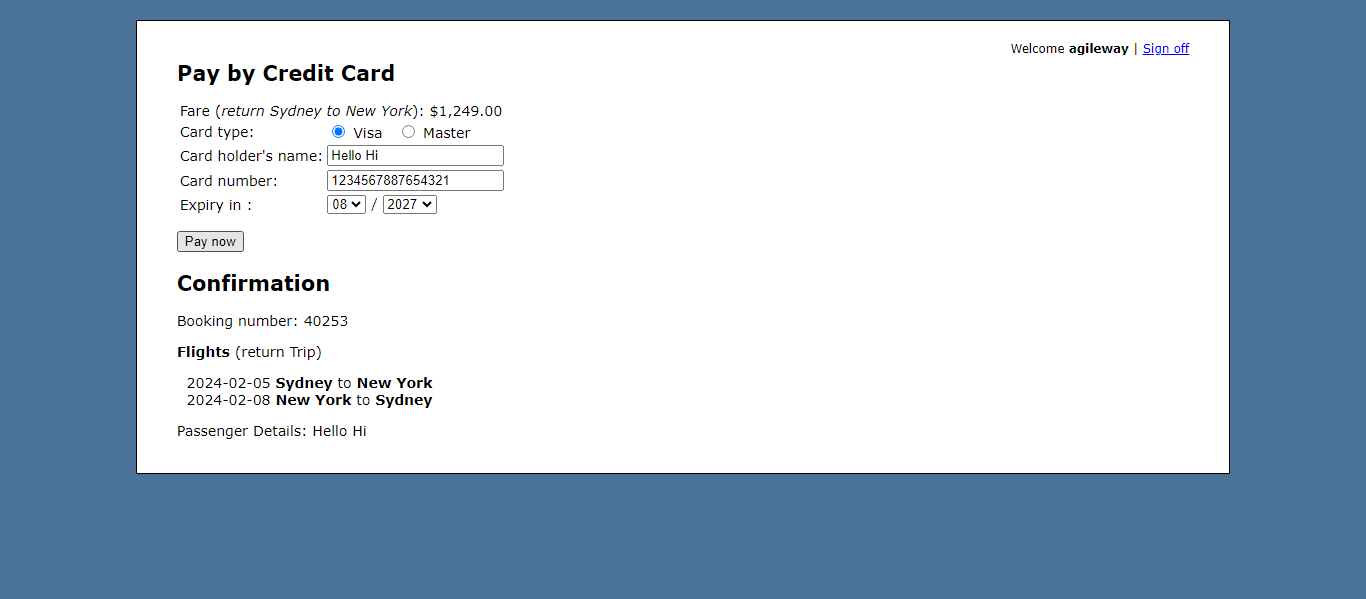 Welcome agileway | Sign off
Pay by Credit Card
Fare (return Sydney to New York): $1,249.00
Card type: Visa Master
Card holder's name: Hello Hi
Card number: 1234567887654321
Expiry in : 08 / 2027
Pay now
Confirmation
Booking number: 40253
Flights (return Trip)
2024-02-05 Sydney to New York
2024-02-08 New York to Sydney
Passenger Details: Hello Hi